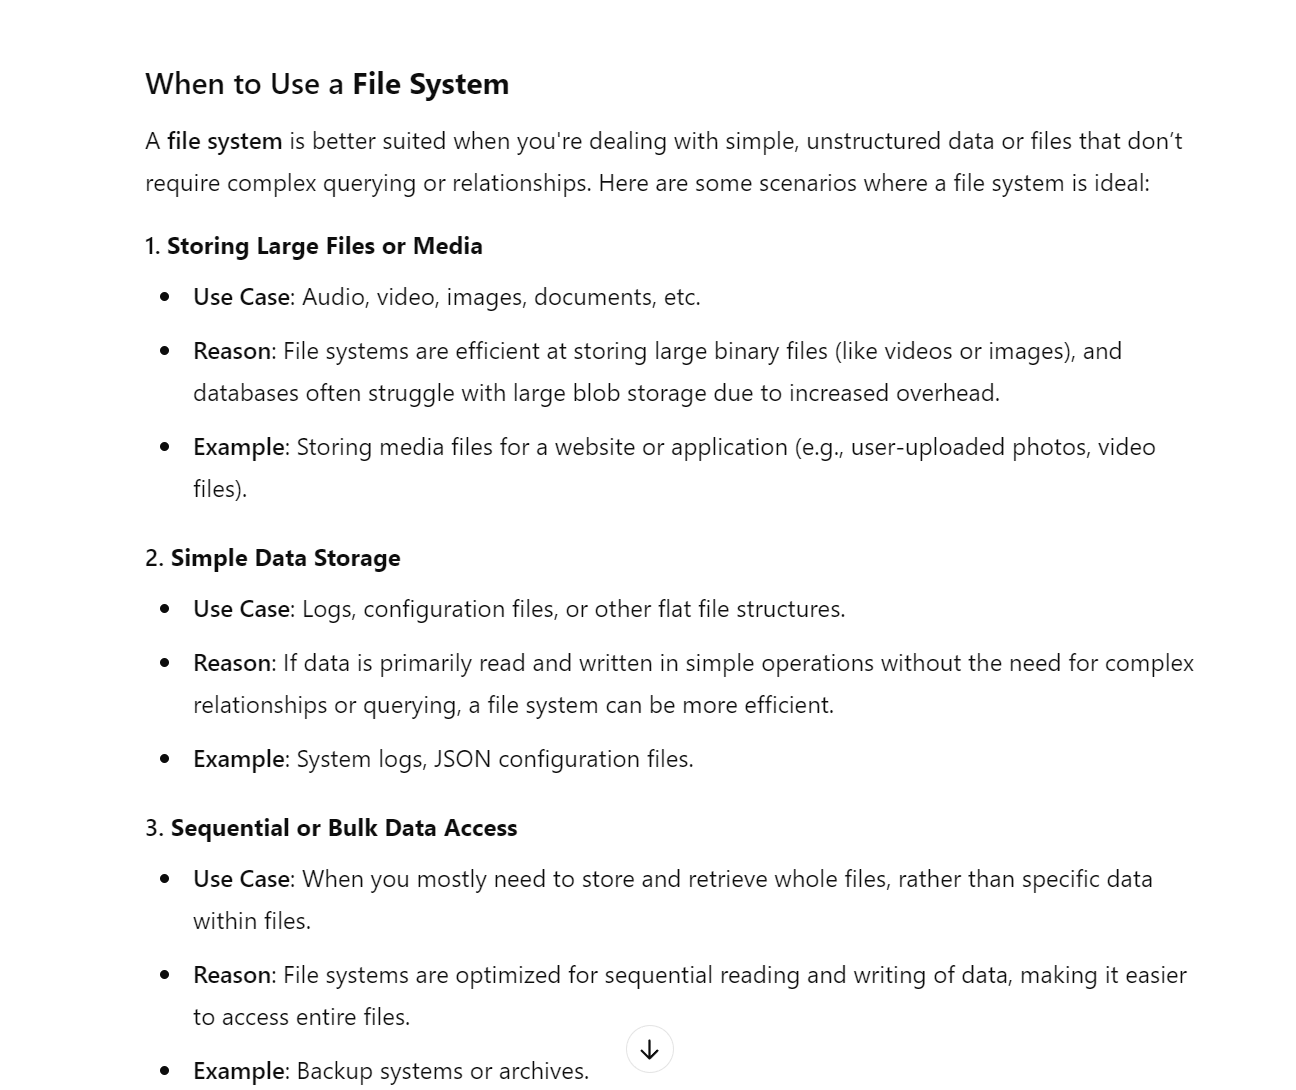 When to Use a File System
A file system is better suited when you're dealing with simple, unstructured data or files that don’t
require complex querying or relationships. Here are some scenarios where a file system is ideal:
1. Storing Large Files or Media
• Use Case: Audio, video, images, documents, etc.
• Reason: File systems are efficient at storing large binary files (like videos or images), and
databases often struggle with large blob storage due to increased overhead.
• Example: Storing media files for a website or application (e.g., user-uploaded photos, video
files).
2. Simple Data Storage
• Use Case: Logs, configuration files, or other flat file structures.
• Reason: If data is primarily read and written in simple operations without the need for complex
relationships or querying, a file system can be more efficient.
• Example: System logs, JSON configuration files.
3. Sequential or Bulk Data Access
• Use Case: When you mostly need to store and retrieve whole files, rather than specific data
within files.
• Reason: File systems are optimized for sequential reading and writing of data, making it easier
to access entire files.
• Example: Backup systems or archives.